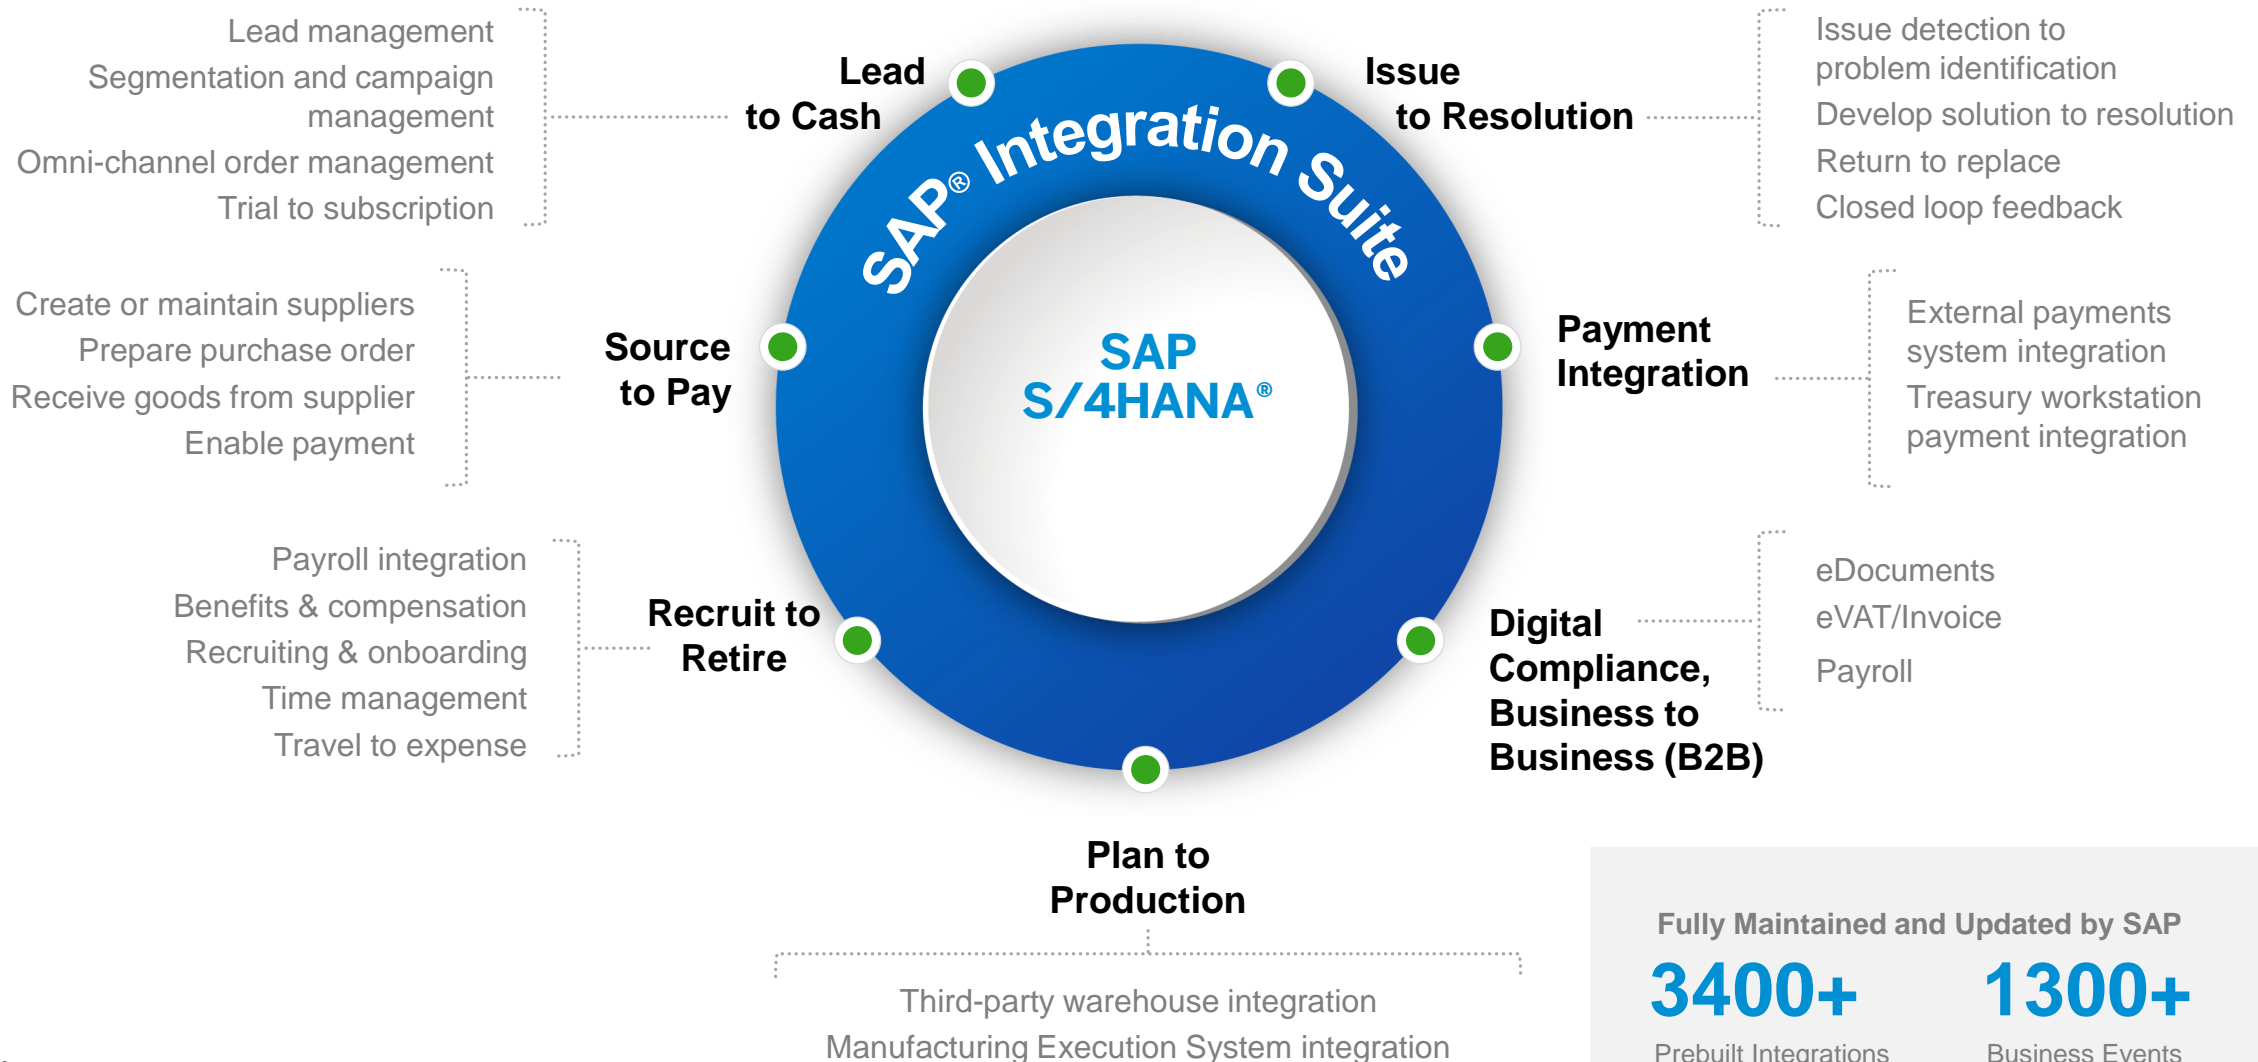 Lead management
Segmentation and campaign
management
Omni-channel order management
Trial to subscription
Lead
to Cash
Issue
to Resolution
Issue detection to
problem identification
Develop solution to resolution
Return to replace
Closed loop feedback
SAP® Integration Suite
SAP
S/4HANA®
Create or maintain suppliers
Prepare purchase order
Receive goods from supplier
Enable payment
Source
to Pay
Payment
Integration
External payments
system integration
Treasury workstation
payment integration
Payroll integration
Benefits & compensation
Recruiting & onboarding
Time management
Travel to expense
Recruit to
Retire
Digital
Compliance,
Business to
Business (B2B)
eDocuments
eVAT/Invoice
Payroll
Plan to
Production
Third-party warehouse integration
Manufacturing Execution System integration
Fully Maintained and Updated by SAP
3400+ 1300+
Prebuilt Integrations Business Events